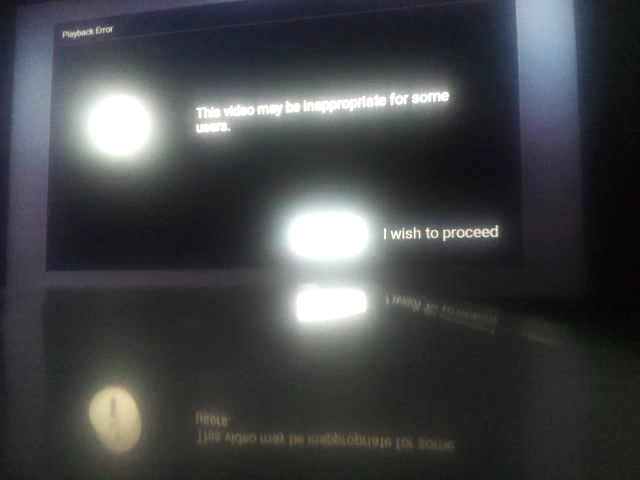 Playback Error
This video may be inappropriate for some
users.
I wish to proceed